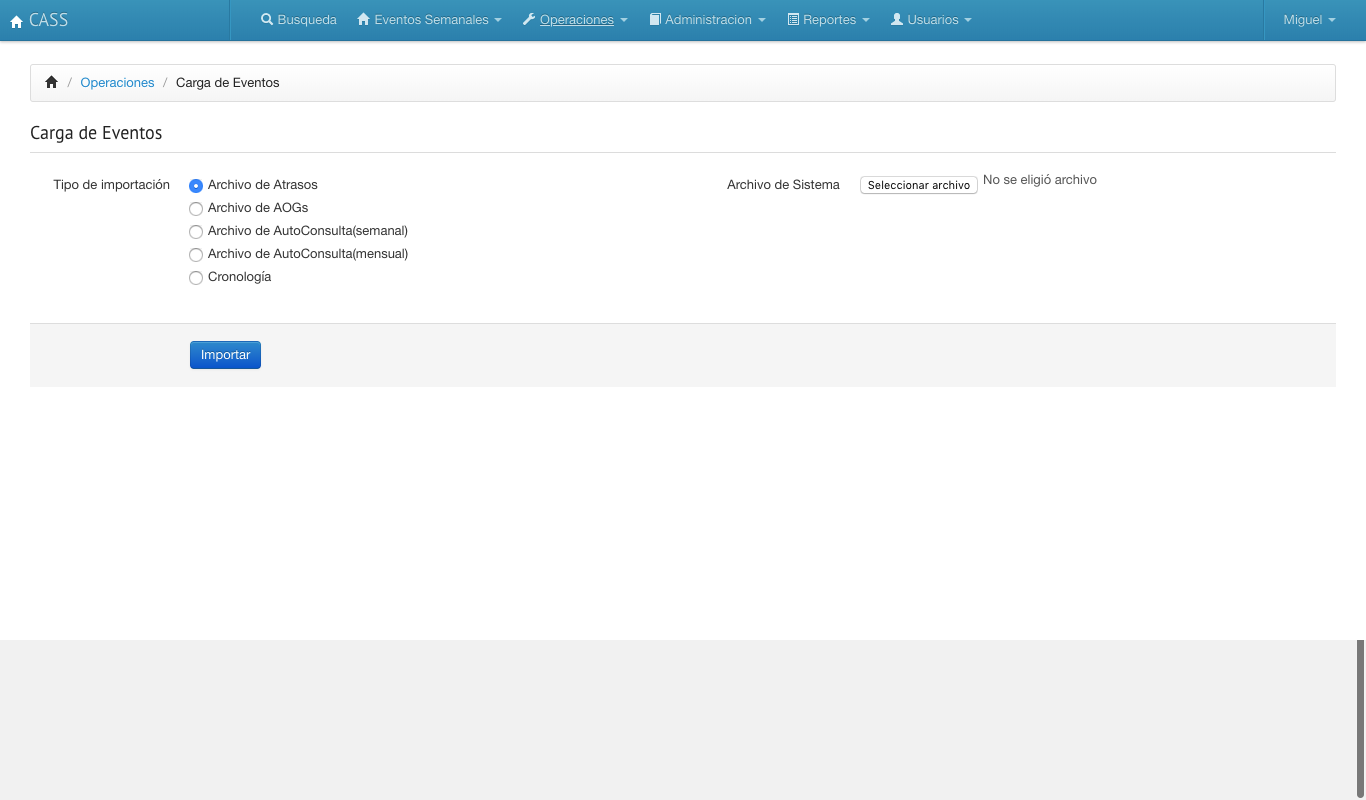 CASS Busqueda Eventos Semanales Operaciones Administracion Reportes Usuarios Miguel
/ Operaciones / Carga de Eventos
Carga de Eventos
Tipo de importación
Archivo de Atrasos
Archivo de AOGs
Archivo de AutoConsulta(semanal)
Archivo de AutoConsulta(mensual)
Cronología
Archivo de Sistema Seleccionar archivo No se eligió archivo
Importar